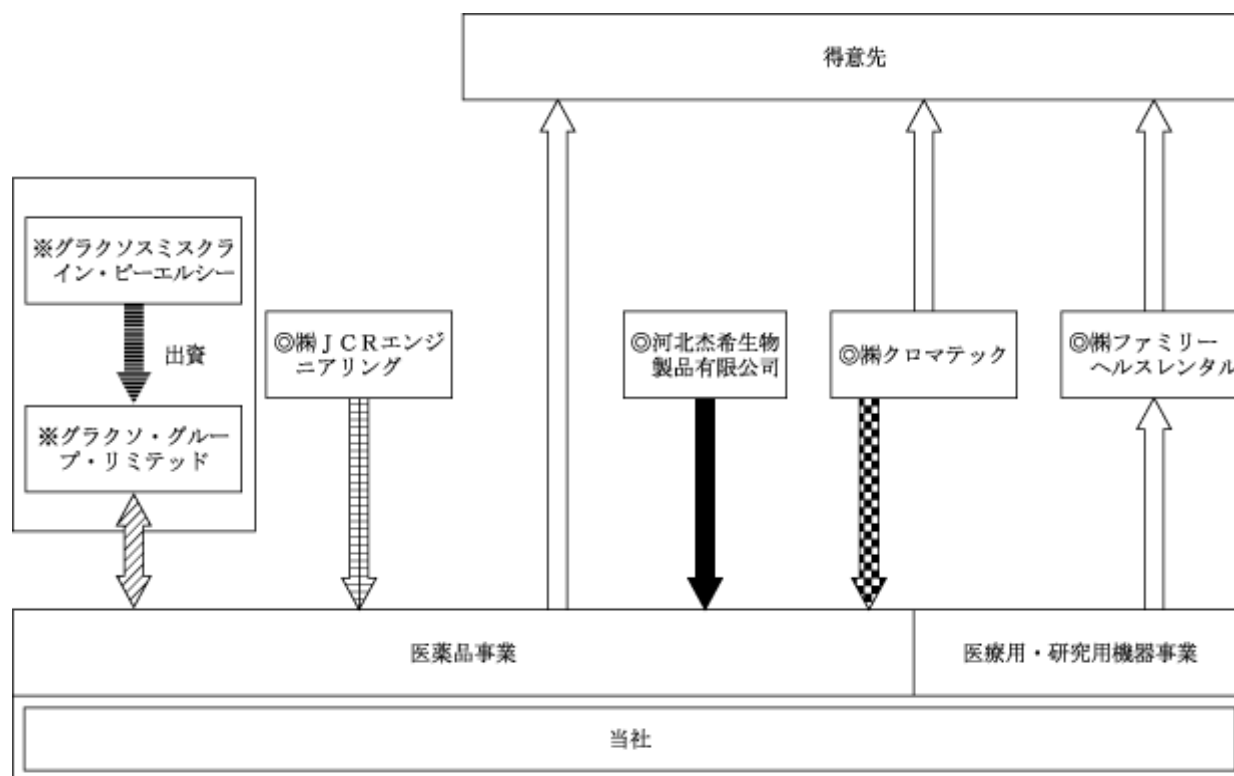 得意先
※グラクソスミスクラ
イン・ピーエルシー
出資
※グラクソ・グルー
プ・リミテッド
◎㈱ＪＣＲエンジ
ニアリング
◎河北杰希生物
製品有限公司
◎㈱クロマテック
◎㈱ファミリー
ヘルスレンタル
医薬品事業
医療用・研究用機器事業
当社